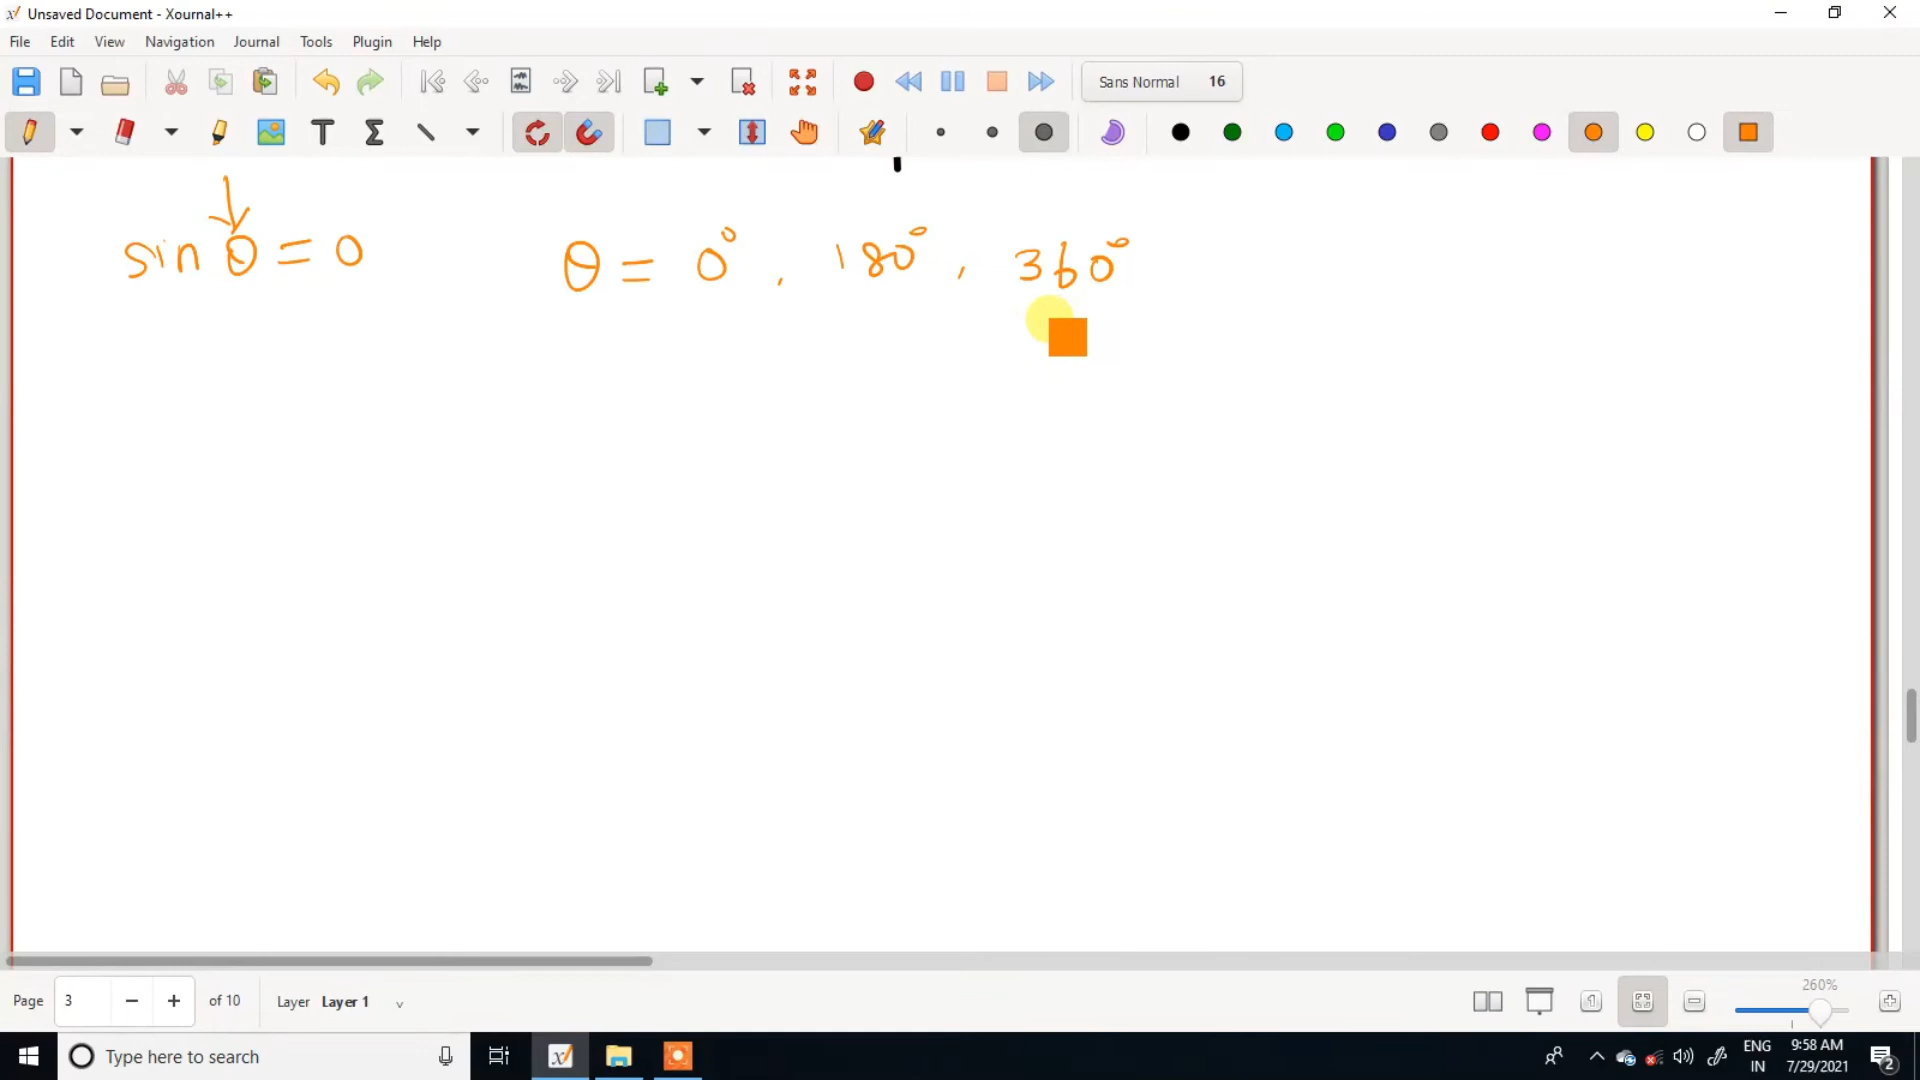 Unsaved Document - Xournal++
File Edit View Navigation Journal Tools Plugin Help
Sans Normal 16
sin θ = 0 θ = 0°, 180°, 360°
Page 3 of 10 Layer Layer 1
260%
Type here to search
ENG
IN
9:58 AM
7/29/2021
2